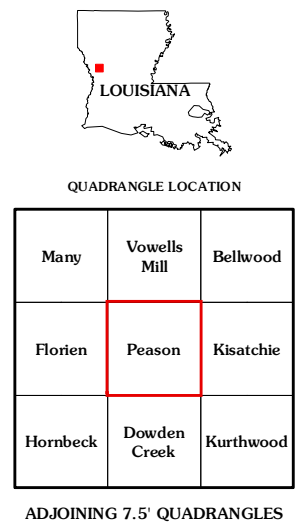 LOUISIANA
QUADRANGLE LOCATION
Many
Vowells
Mill
Bellwood
Florien
Peason
Kisatchie
Hornbeck
Dowden
Creek
Kurthwood
ADJOINING 7.5' QUADRANGLES